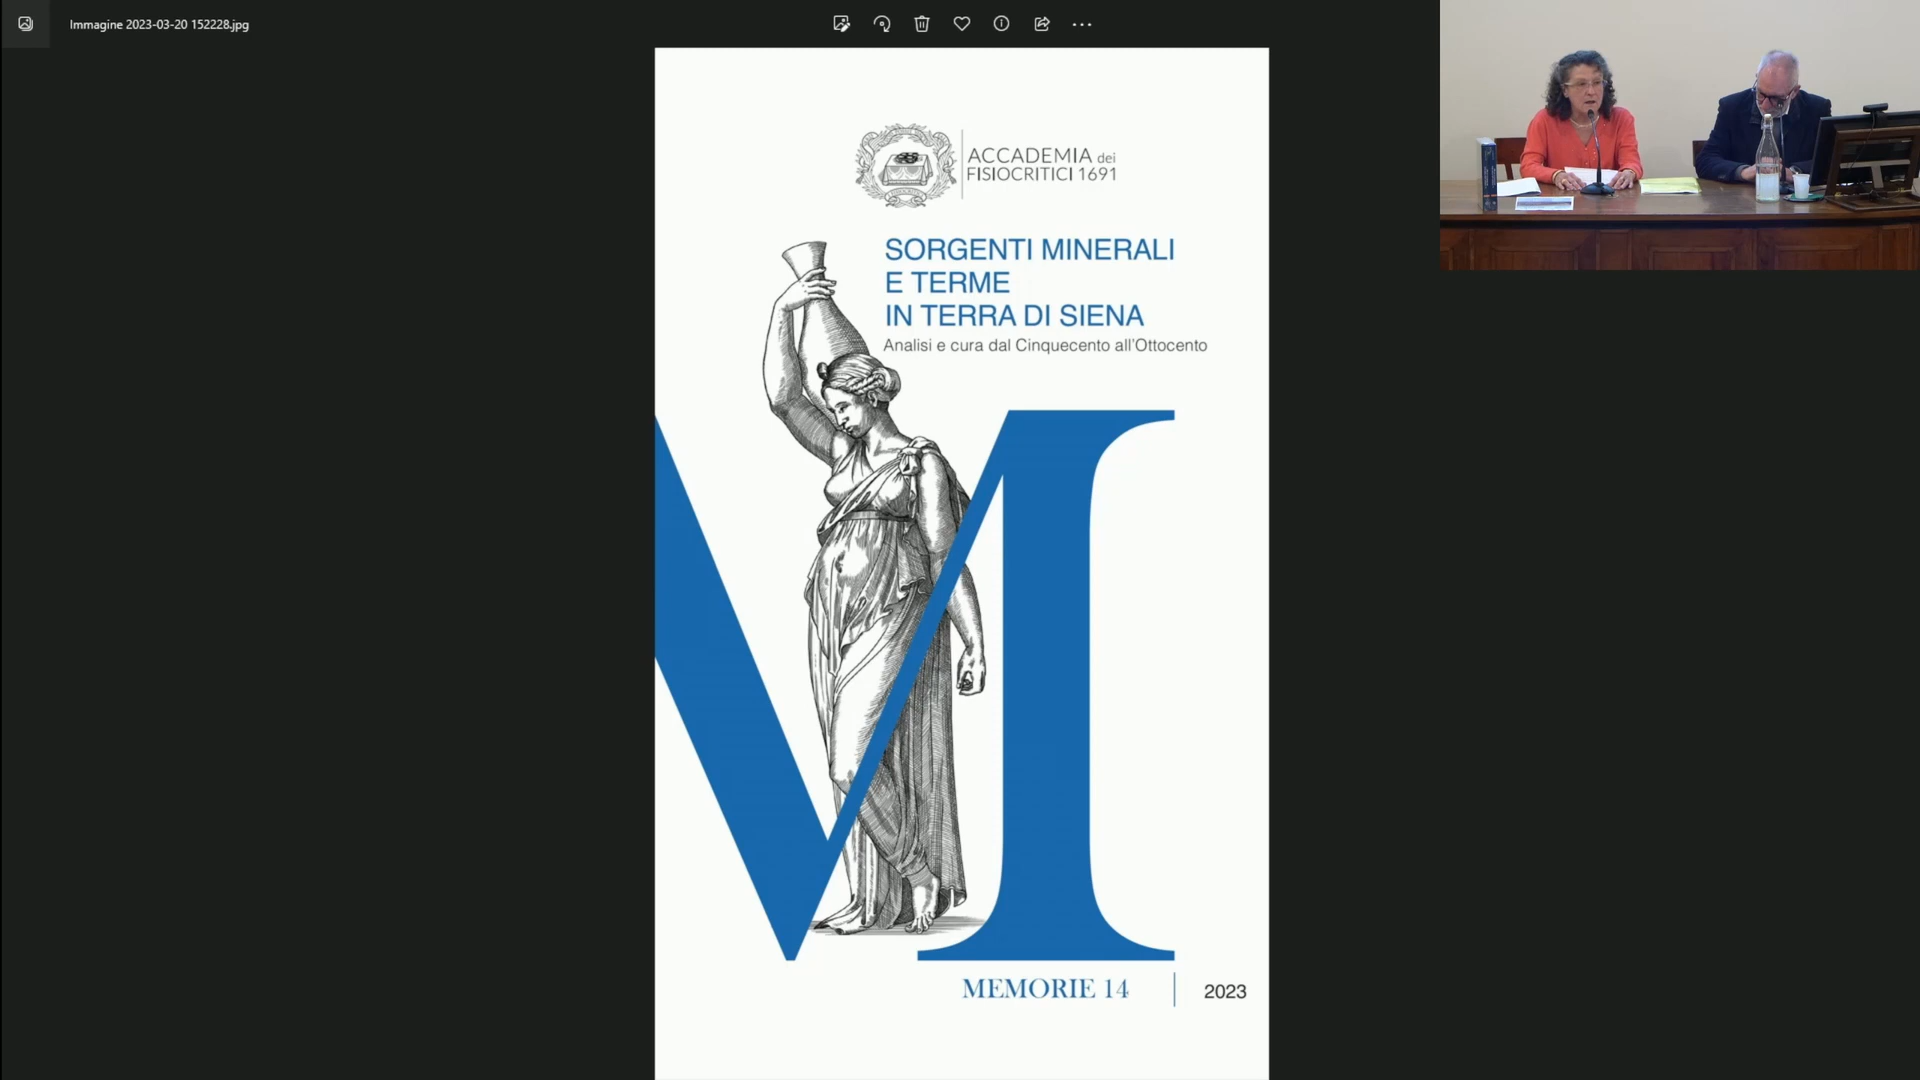 Immagine 2023-03-20 152228.jpg
ACCADEMIA dei
FISIOCRITICI 1691
SORGENTI MINERALI
E TERME
IN TERRA DI SIENA
Analisi e cura dal Cinquecento all'Ottocento
M
MEMORIE 14
2023